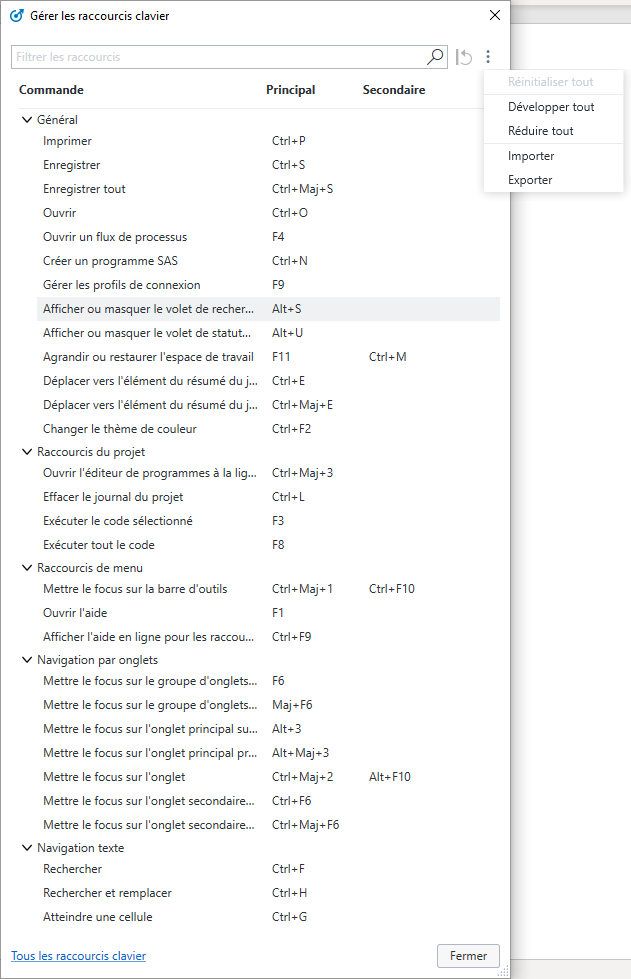 Gérer les raccourcis clavier
Filtrer les raccourcis
Commande Principal Secondaire
Réinitialiser tout
Développer tout
Réduire tout
Importer
Exporter
Général
Imprimer Ctrl+P
Enregistrer Ctrl+S
Enregistrer tout Ctrl+Maj+S
Ouvrir Ctrl+O
Ouvrir un flux de processus F4
Créer un programme SAS Ctrl+N
Gérer les profils de connexion F9
Afficher ou masquer le volet de recher... Alt+S
Afficher ou masquer le volet de statut... Alt+U
Agrandir ou restaurer l'espace de travail F11 Ctrl+M
Déplacer vers l'élément du résumé du j... Ctrl+E
Déplacer vers l'élément du résumé du j... Ctrl+Maj+E
Changer le thème de couleur Ctrl+F2
Raccourcis du projet
Ouvrir l'éditeur de programmes à la lig... Ctrl+Maj+3
Effacer le journal du projet Ctrl+L
Exécuter le code sélectionné F3
Exécuter tout le code F8
Raccourcis de menu
Mettre le focus sur la barre d'outils Ctrl+Maj+1 Ctrl+F10
Ouvrir l'aide F1
Afficher l'aide en ligne pour les raccou... Ctrl+F9
Navigation par onglets
Mettre le focus sur le groupe d'onglets... F6
Mettre le focus sur le groupe d'onglets... Maj+F6
Mettre le focus sur l'onglet principal su... Alt+3
Mettre le focus sur l'onglet principal pr... Alt+Maj+3
Mettre le focus sur l'onglet Ctrl+Maj+2 Alt+F10
Mettre le focus sur l'onglet secondaire... Ctrl+F6
Mettre le focus sur l'onglet secondaire... Ctrl+Maj+F6
Navigation texte
Rechercher Ctrl+F
Rechercher et remplacer Ctrl+H
Atteindre une cellule Ctrl+G
Tous les raccourcis clavier Fermer